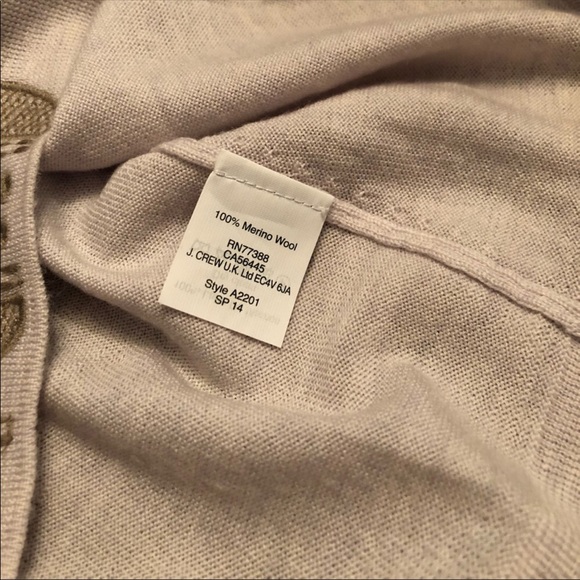 100% Merino Wool
RN77388
CA56445
J. CREW U.K. Ltd EC4V 6JA
Style A2201
SP 14